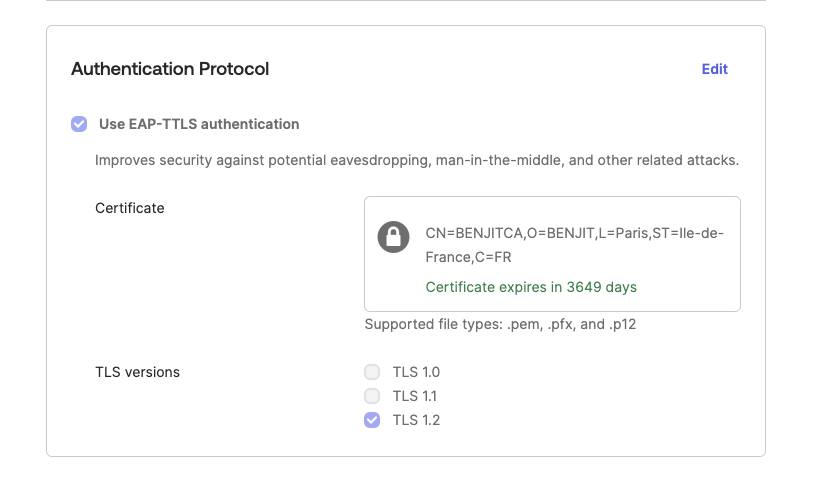 Authentication Protocol
Edit
Use EAP-TTLS authentication
Improves security against potential eavesdropping, man-in-the-middle, and other related attacks.
Certificate
CN=BENJITCA,O=BENJIT,L=Paris,ST=Ile-de-
France,C=FR
Certificate expires in 3649 days
Supported file types: .pem, .pfx, and .p12
TLS versions
TLS 1.0
TLS 1.1
TLS 1.2